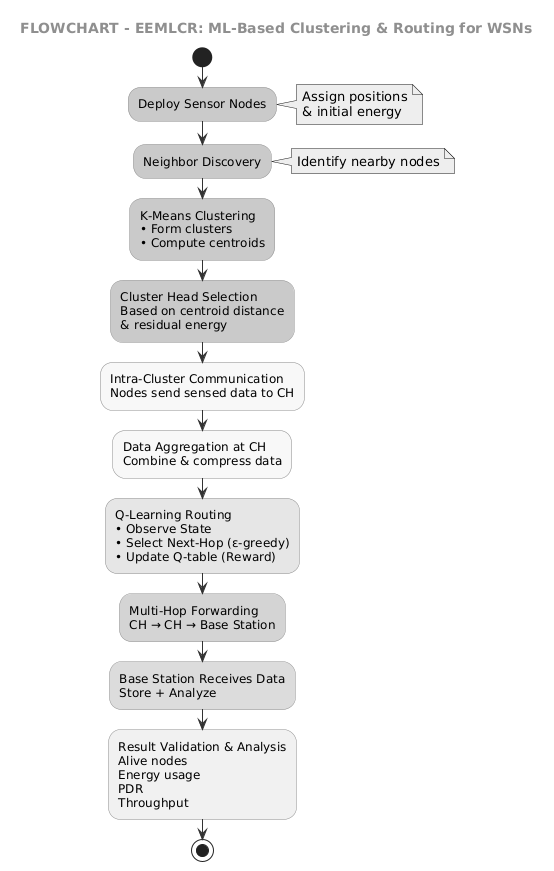 FLOWCHART - EEMLCR: ML-Based Clustering & Routing for WSNs
Deploy Sensor Nodes
Assign positions
& initial energy
Neighbor Discovery
Identify nearby nodes
K-Means Clustering
• Form clusters
• Compute centroids
Cluster Head Selection
Based on centroid distance
& residual energy
Intra-Cluster Communication
Nodes send sensed data to CH
Data Aggregation at CH
Combine & compress data
Q-Learning Routing
• Observe State
• Select Next-Hop (ε-greedy)
• Update Q-table (Reward)
Multi-Hop Forwarding
CH → CH → Base Station
Base Station Receives Data
Store + Analyze
Result Validation & Analysis
Alive nodes
Energy usage
PDR
Throughput